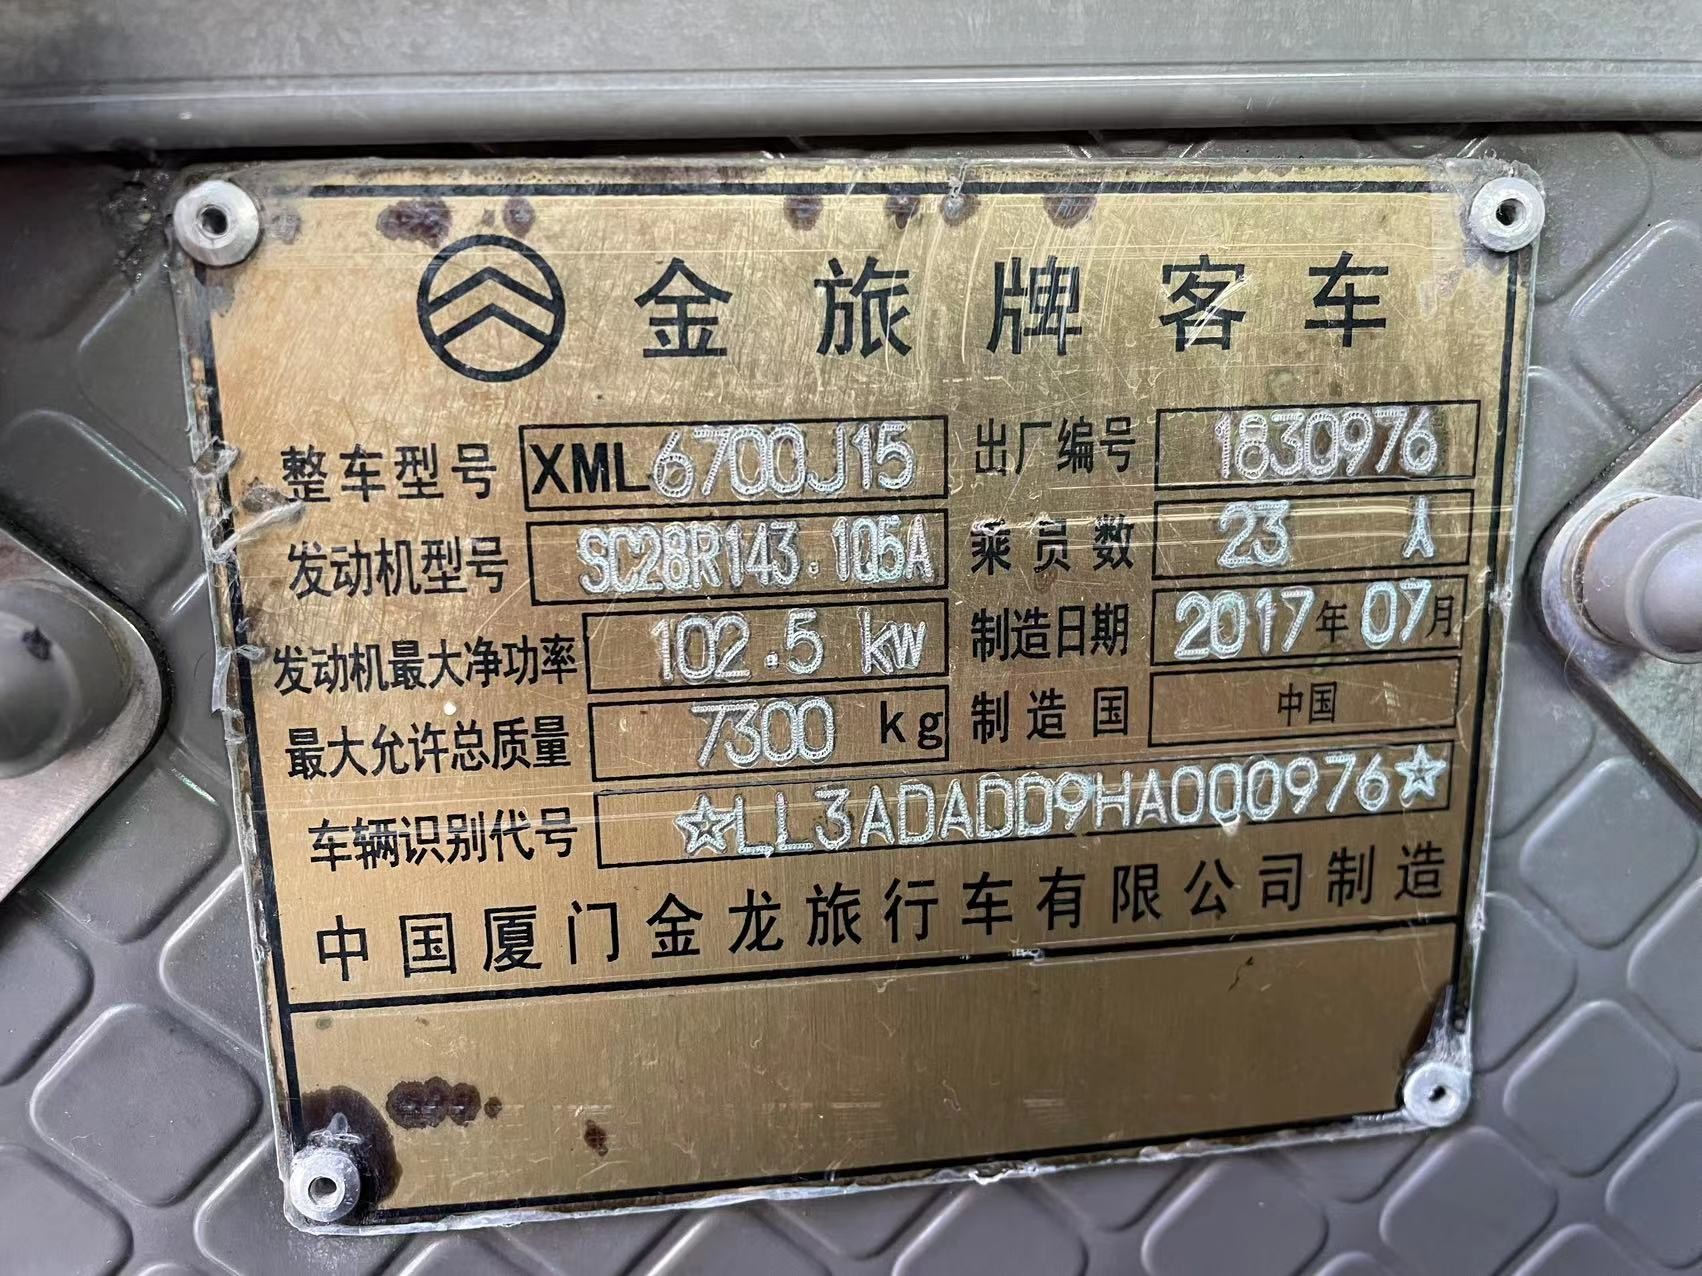 金旅牌客车
整车型号 XML6700J15 出厂编号 1830976
发动机型号 SC28R143.1Q5A 乘员数 23 人
发动机最大净功率 102.5 kw 制造日期 2017年07月
最大允许总质量 7300 kg 制造国 中国
车辆识别代号 ☆LL3ADADD9HA000976☆
中国厦门金龙旅行车有限公司制造